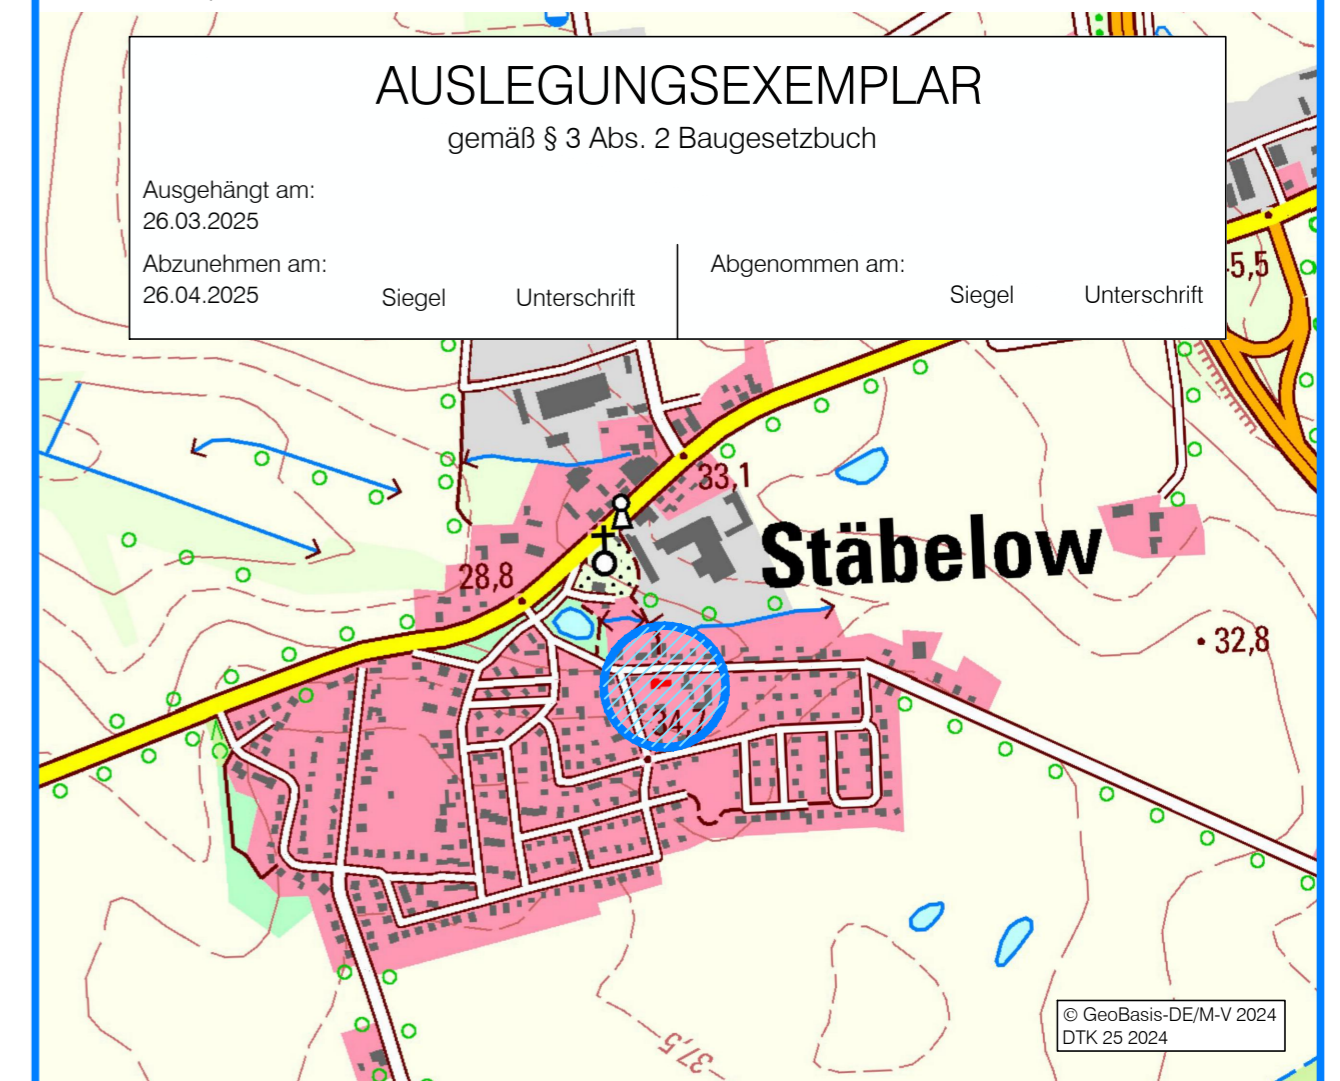 AUSLEGUNGSEXEMPLAR
gemäß § 3 Abs. 2 Baugesetzbuch
Ausgehängt am:
26.03.2025
Abzunehmen am:
26.04.2025
Siegel
Unterschrift
Abgenommen am:
Siegel
Unterschrift
5,5
33,1
Stäbelow
28,8
32,8
37,5
© GeoBasis-DE/M-V 2024
DTK 25 2024